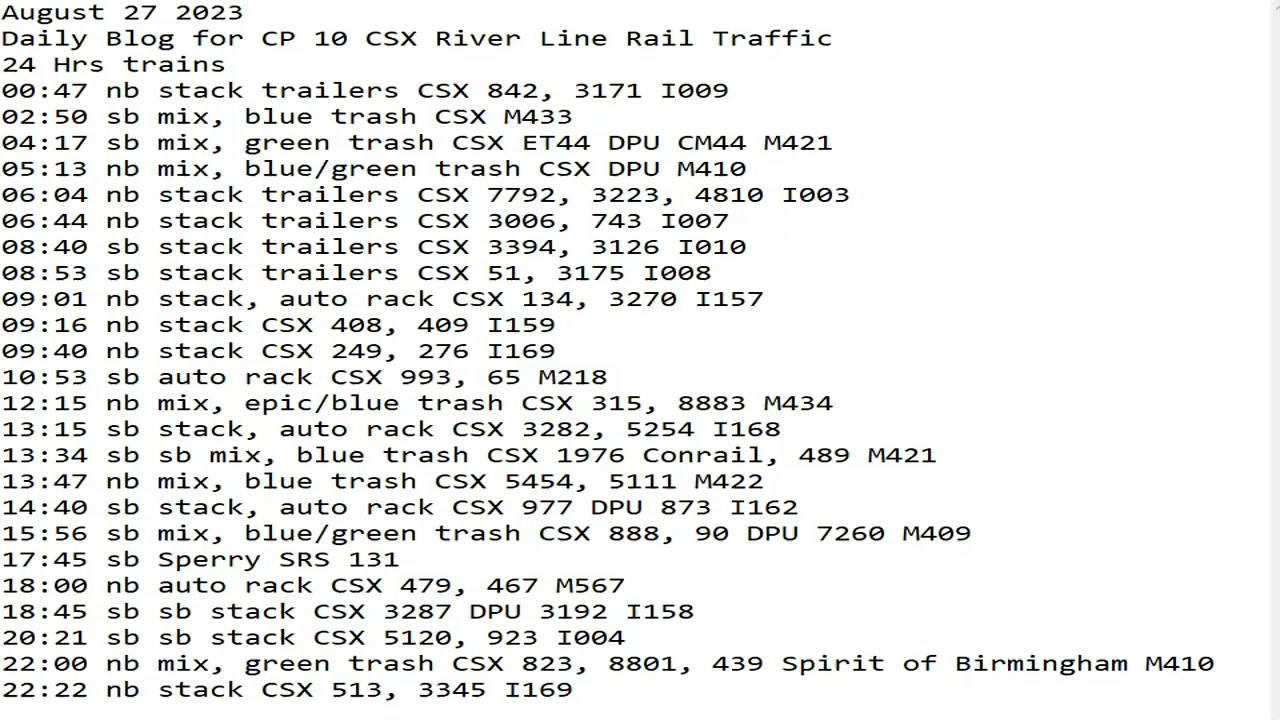 August 27 2023
Daily Blog for CP 10 CSX River Line Rail Traffic
24 Hrs trains
00:47 nb stack trailers CSX 842, 3171 I009
02:50 sb mix, blue trash CSX M433
04:17 sb mix, green trash CSX ET44 DPU CM44 M421
05:13 nb mix, blue/green trash CSX DPU M410
06:04 nb stack trailers CSX 7792, 3223, 4810 I003
06:44 nb stack trailers CSX 3006, 743 I007
08:40 sb stack trailers CSX 3394, 3126 I010
08:53 sb stack trailers CSX 51, 3175 I008
09:01 nb stack, auto rack CSX 134, 3270 I157
09:16 nb stack CSX 408, 409 I159
09:40 nb stack CSX 249, 276 I169
10:53 sb auto rack CSX 993, 65 M218
12:15 nb mix, epic/blue trash CSX 315, 8883 M434
13:15 sb stack, auto rack CSX 3282, 5254 I168
13:34 sb sb mix, blue trash CSX 1976 Conrail, 489 M421
13:47 nb mix, blue trash CSX 5454, 5111 M422
14:40 sb stack, auto rack CSX 977 DPU 873 I162
15:56 sb mix, blue/green trash CSX 888, 90 DPU 7260 M409
17:45 sb Sperry SRS 131
18:00 nb auto rack CSX 479, 467 M567
18:45 sb sb stack CSX 3287 DPU 3192 I158
20:21 sb sb stack CSX 5120, 923 I004
22:00 nb mix, green trash CSX 823, 8801, 439 Spirit of Birmingham M410
22:22 nb stack CSX 513, 3345 I169